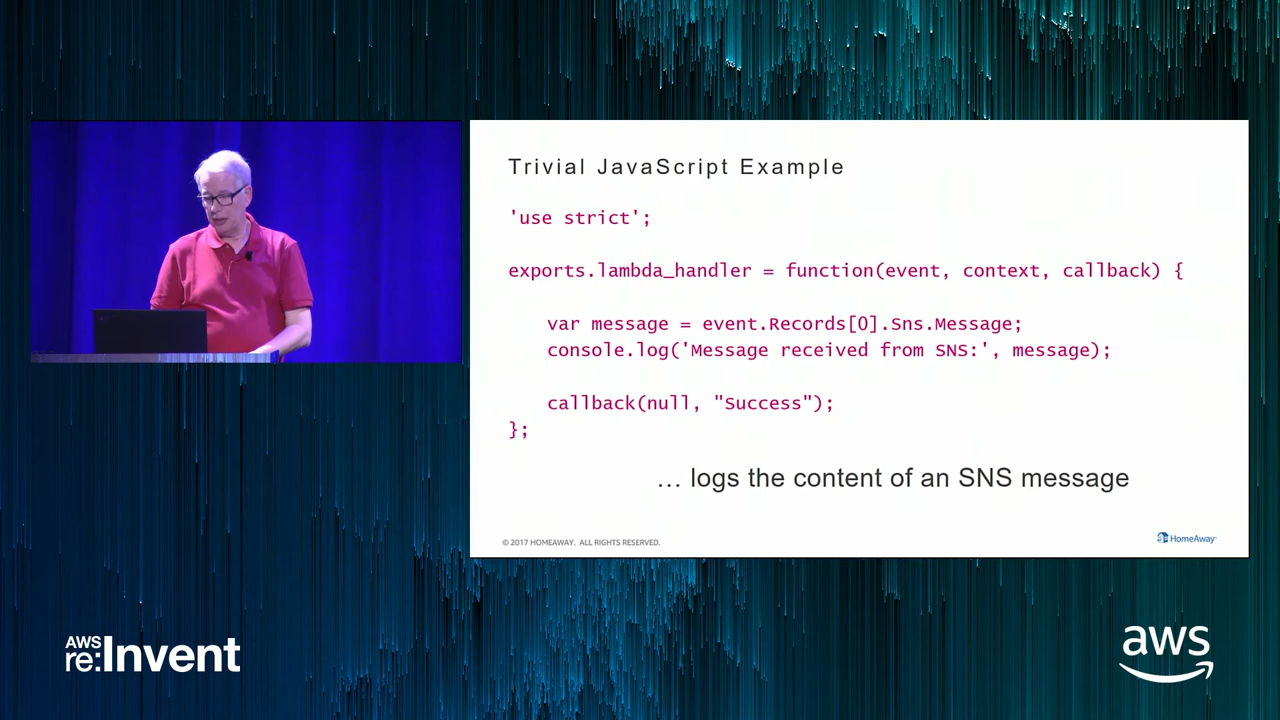 Trivial JavaScript Example
'use strict';
exports.lambda_handler = function(event, context, callback) {
var message = event.Records[0].Sns.Message;
console.log('Message received from SNS:', message);
callback(null, "Success");
};
… logs the content of an SNS message
© 2017 HOMEAWAY. ALL RIGHTS RESERVED.
HomeAway
AWS
re:Invent
aws